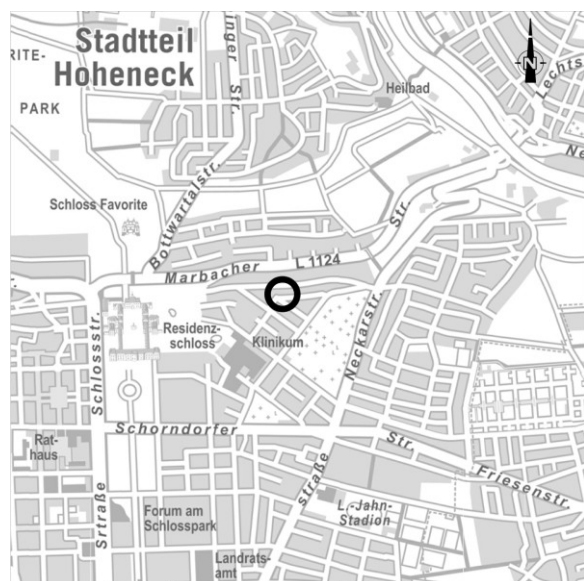 Stadtteil
Hoheneck
RITE-
PARK
inger Str.
Heilbad
N
Lechts
Ne
Schloss Favorite
Bottwartalstr.
Marbacher Str.
L 1124
Residenz-
schloss
Klinikum
Neckarstr.
Schlossstr.
Schorndorfer Str.
Rat-
haus
Friesenstr.
straße
L.-Jahn-
Stadion
Forum am
Schlosspark
Srtraße
Landrats-
amt